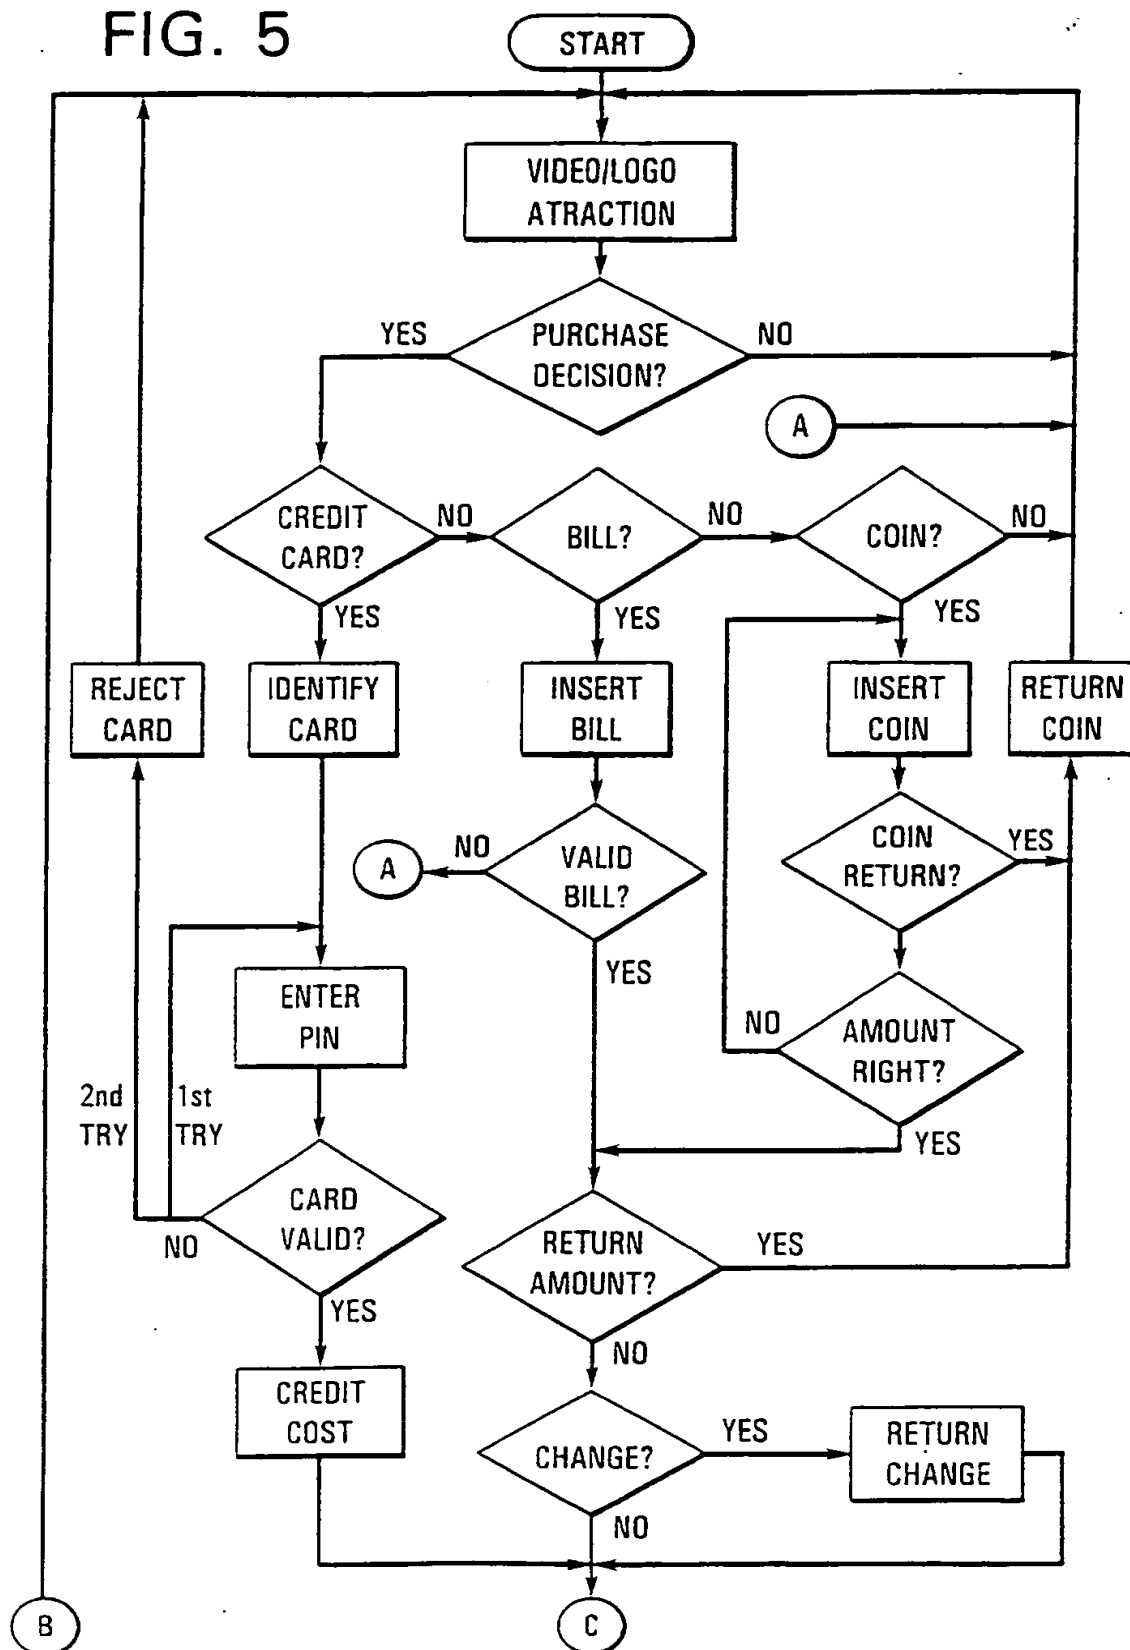 FIG. 5
START
VIDEO/LOGO
ATRACTION
YES
PURCHASE
DECISION?
NO
A
CREDIT
CARD?
NO
BILL?
NO
COIN?
NO
YES
YES
YES
REJECT
CARD
IDENTIFY
CARD
INSERT
BILL
INSERT
COIN
RETURN
COIN
A
NO
VALID
BILL?
COIN
RETURN?
YES
YES
ENTER
PIN
NO
AMOUNT
RIGHT?
2nd
TRY
1st
TRY
YES
CARD
VALID?
NO
RETURN
AMOUNT?
YES
YES
NO
CREDIT
COST
CHANGE?
YES
RETURN
CHANGE
NO
B
C